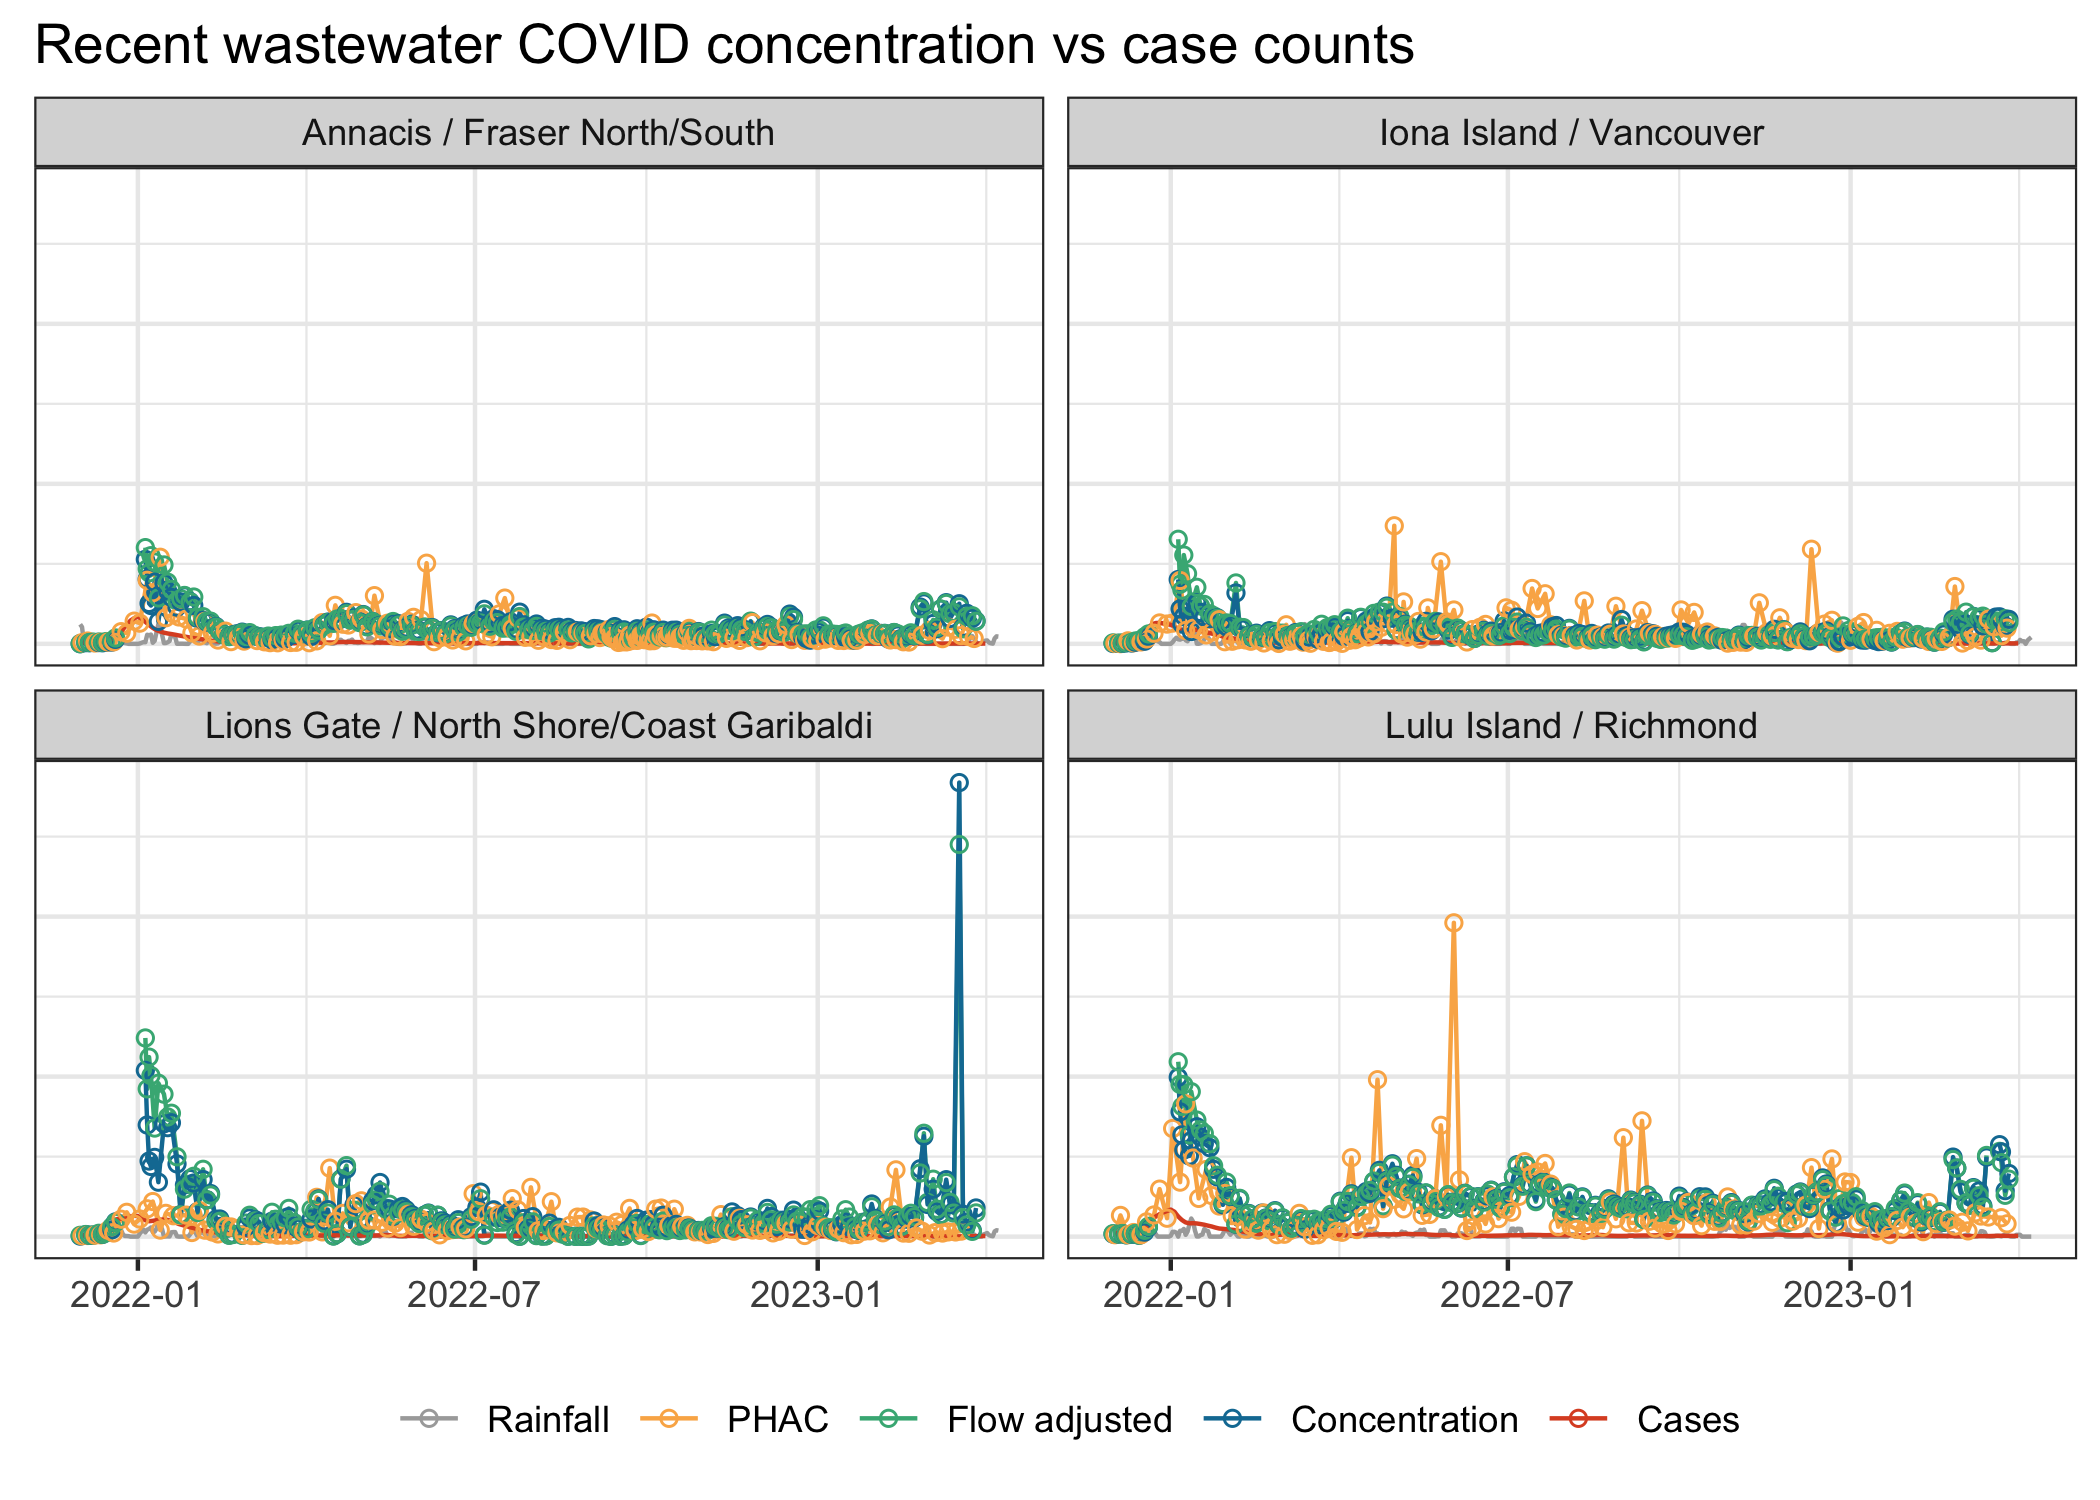 Recent wastewater COVID concentration vs case counts
Annacis / Fraser North/South
Iona Island / Vancouver
Lions Gate / North Shore/Coast Garibaldi
Lulu Island / Richmond
2022-01 2022-07 2023-01 2022-01 2022-07 2023-01
Rainfall PHAC Flow adjusted Concentration Cases